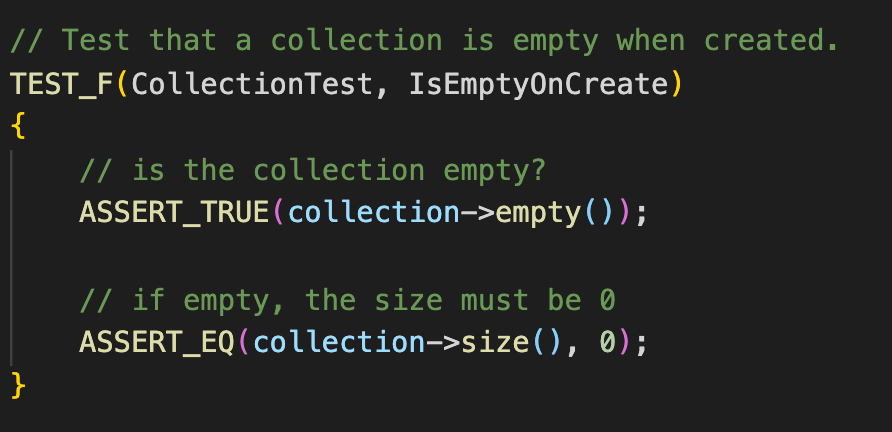 // Test that a collection is empty when created.
TEST_F(CollectionTest, IsEmptyOnCreate)
{
    // is the collection empty?
    ASSERT_TRUE(collection->empty());

    // if empty, the size must be 0
    ASSERT_EQ(collection->size(), 0);
}